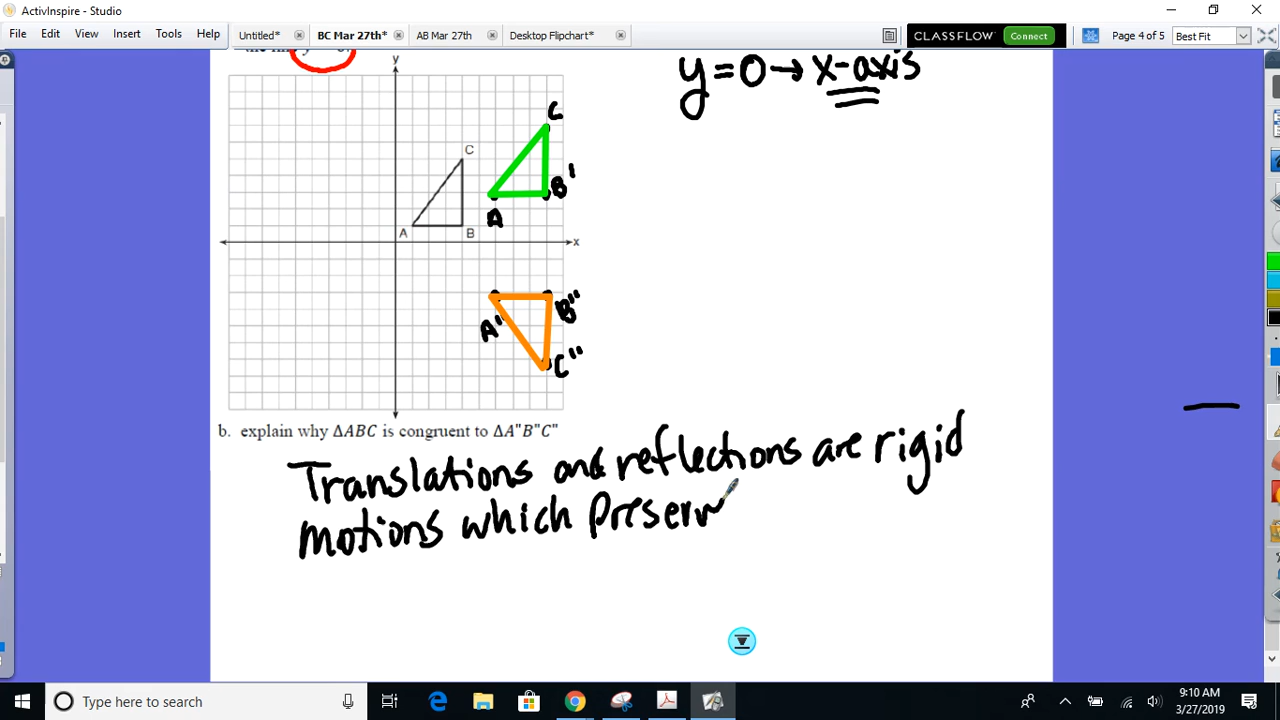 ActivInspire - Studio
File Edit View Insert Tools Help
Untitled* BC Mar 27th* AB Mar 27th Desktop Flipchart*
CLASSFLOW Connect
Page 4 of 5 Best Fit
y = 0 → x-axis
y
C
C
B'
A
A B
x
A" B"
C"
b. explain why ΔABC is congruent to ΔA"B"C"
Translations and reflections are rigid
motions which Preserv
Type here to search
9:10 AM
3/27/2019